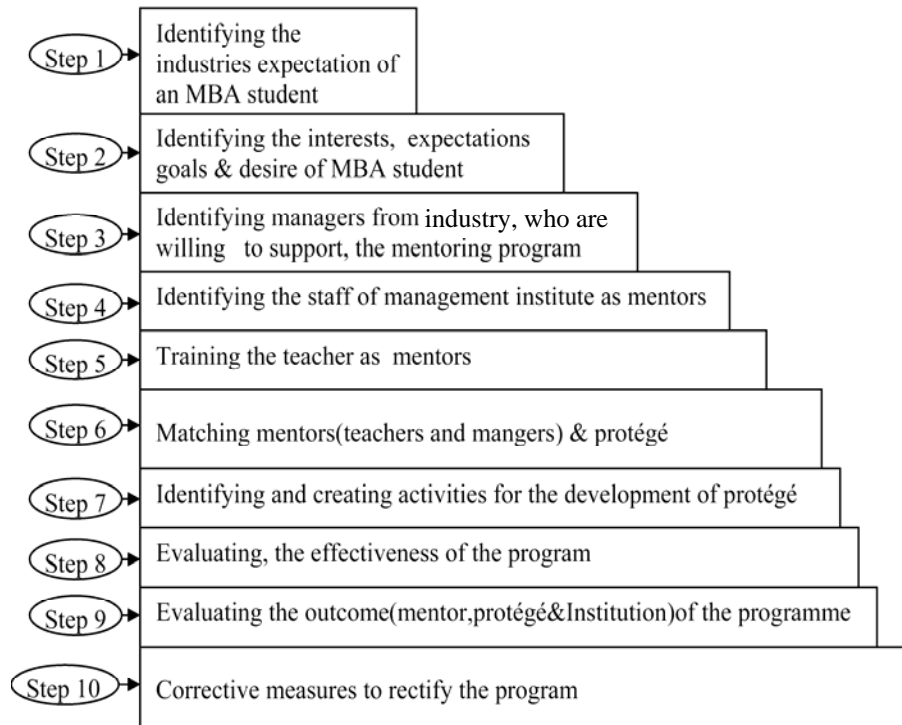 Step 1
Identifying the
industries expectation of
an MBA student
Step 2
Identifying the interests, expectations
goals & desire of MBA student
Step 3
Identifying managers from industry, who are
willing to support, the mentoring program
Step 4
Identifying the staff of management institute as mentors
Step 5
Training the teacher as mentors
Step 6
Matching mentors(teachers and mangers) & protégé
Step 7
Identifying and creating activities for the development of protégé
Step 8
Evaluating, the effectiveness of the program
Step 9
Evaluating the outcome(mentor,protégé&Institution)of the programme
Step 10
Corrective measures to rectify the program